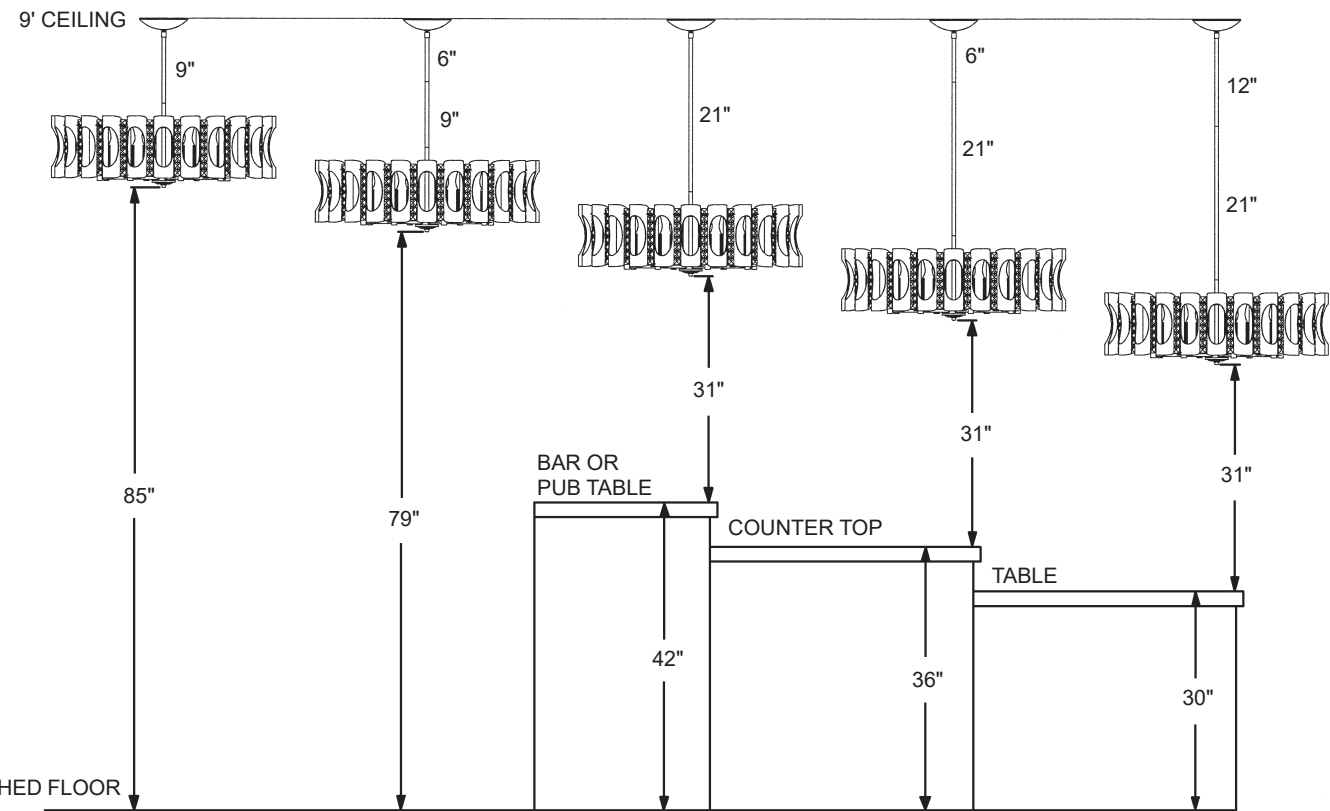 9' CEILING
9"
6"
9"
21"
6"
21"
12"
21"
85"
79"
31"
31"
31"
BAR OR
PUB TABLE
COUNTER TOP
TABLE
42"
36"
30"
HED FLOOR